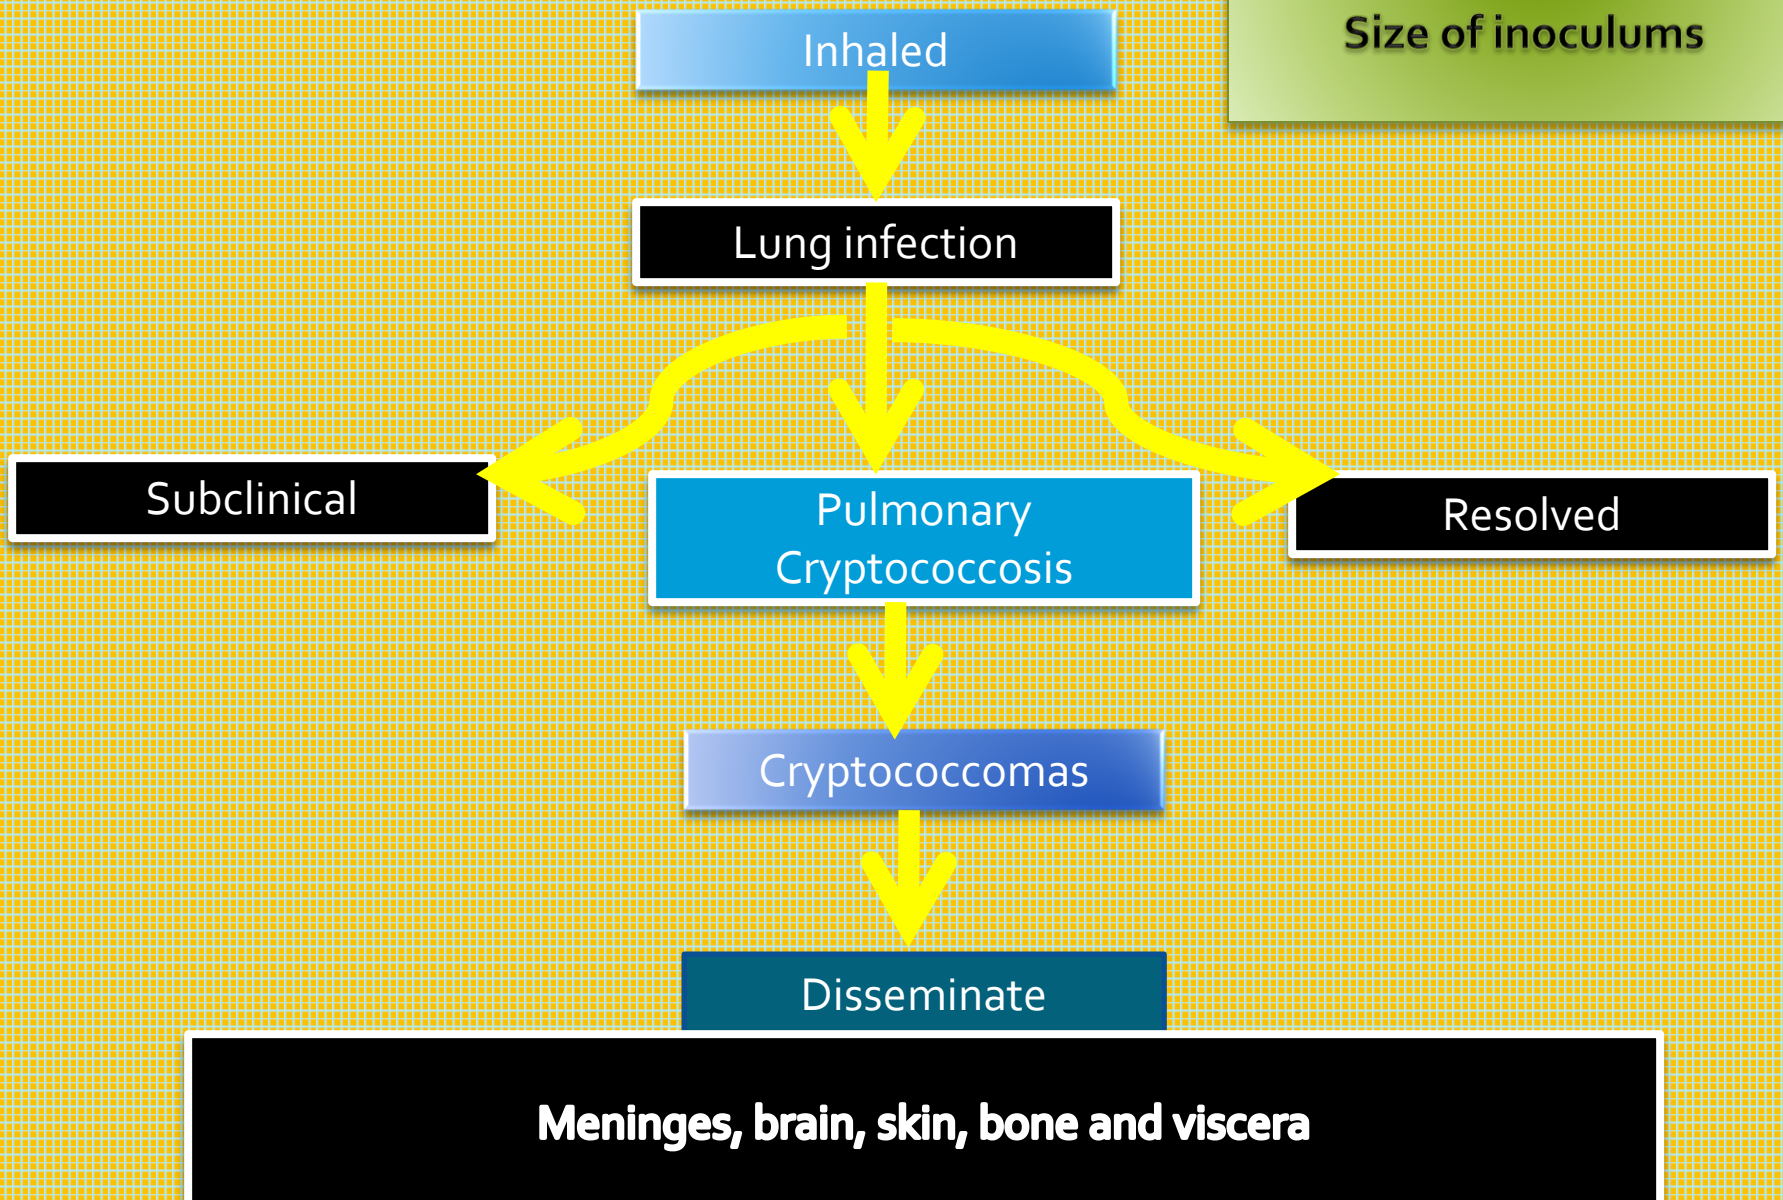 Inhaled
Size of inoculums
Lung infection
Subclinical
Pulmonary
Cryptococcosis
Resolved
Cryptococcomas
Disseminate
Meninges, brain, skin, bone and viscera